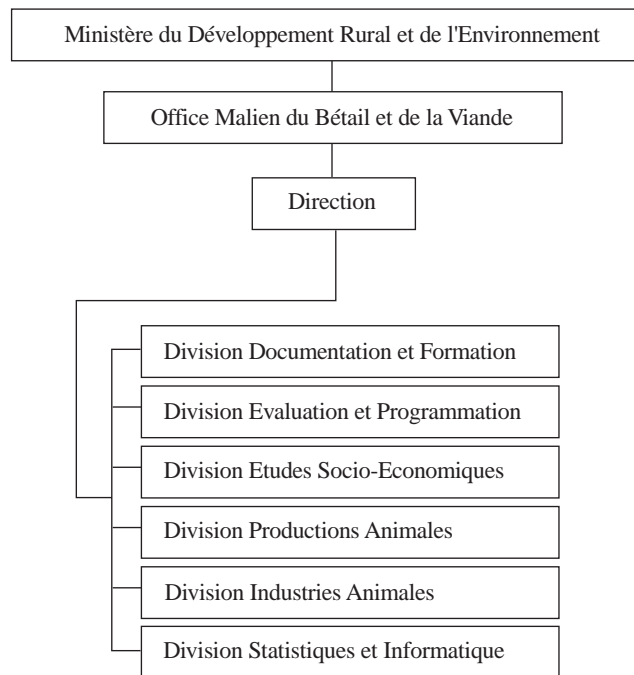 Ministère du Développement Rural et de l'Environnement
Office Malien du Bétail et de la Viande
Direction
Division Documentation et Formation
Division Evaluation et Programmation
Division Etudes Socio-Economiques
Division Productions Animales
Division Industries Animales
Division Statistiques et Informatique